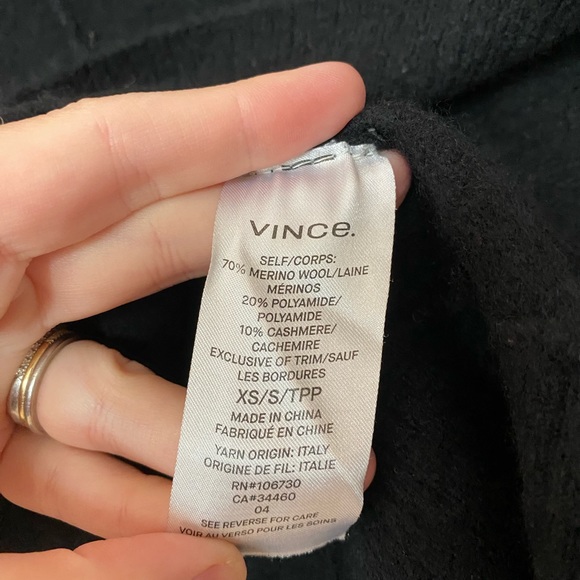 VINCE.
SELF/CORPS:
70% MERINO WOOL/LAINE
MÉRINOS
20% POLYAMIDE/
POLYAMIDE
10% CASHMERE/
CACHEMIRE
EXCLUSIVE OF TRIM/SAUF
LES BORDURES
XS/S/TPP
MADE IN CHINA
FABRIQUÉ EN CHINE
YARN ORIGIN: ITALY
ORIGINE DE FIL: ITALIE
RN#106730
CA#34460
04
SEE REVERSE FOR CARE
VOIR AU VERSO POUR LES SOINS